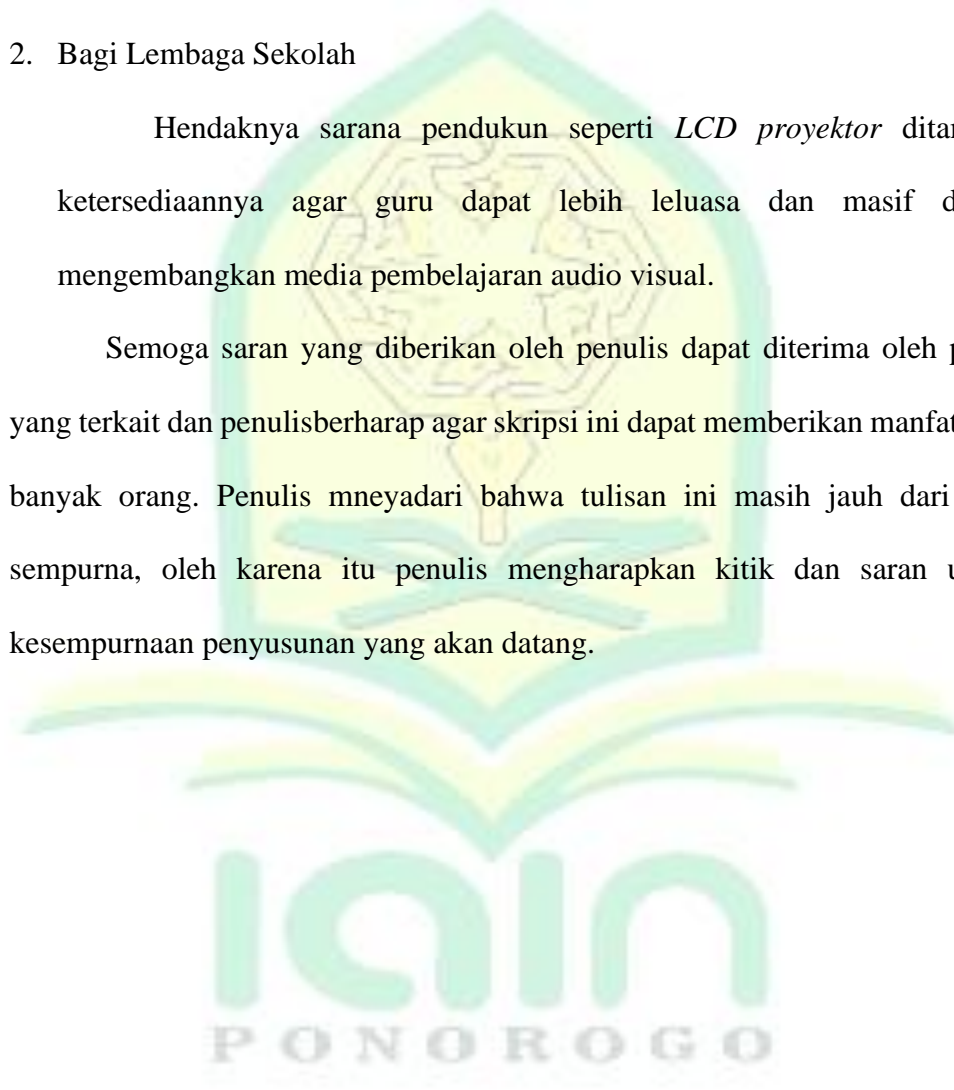 2. Bagi Lembaga Sekolah
Hendaknya sarana pendukun seperti LCD proyektor
ketersediaannya agar guru dapat lebih leluasa dan masif
mengembangkan media pembelajaran audio visual.
Semoga saran yang diberikan oleh penulis dapat diterima oleh
yang terkait dan penulisberharap agar skripsi ini dapat memberikan
banyak orang. Penulis mneyadari bahwa tulisan ini masih jauh dari
sempurna, oleh karena itu penulis mengharapkan kitik dan saran
kesempurnaan penyusunan yang akan datang.
iain
PONOROGO